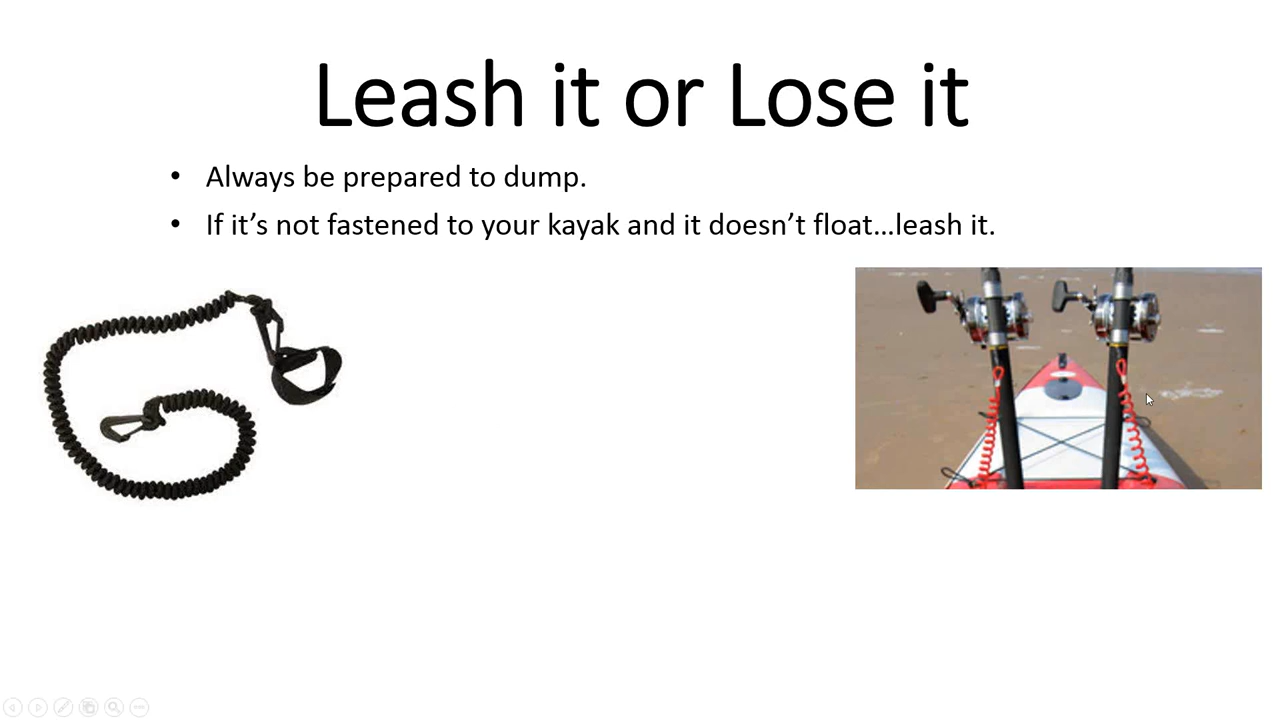 Leash it or Lose it
• Always be prepared to dump.
• If it’s not fastened to your kayak and it doesn’t float…leash it.